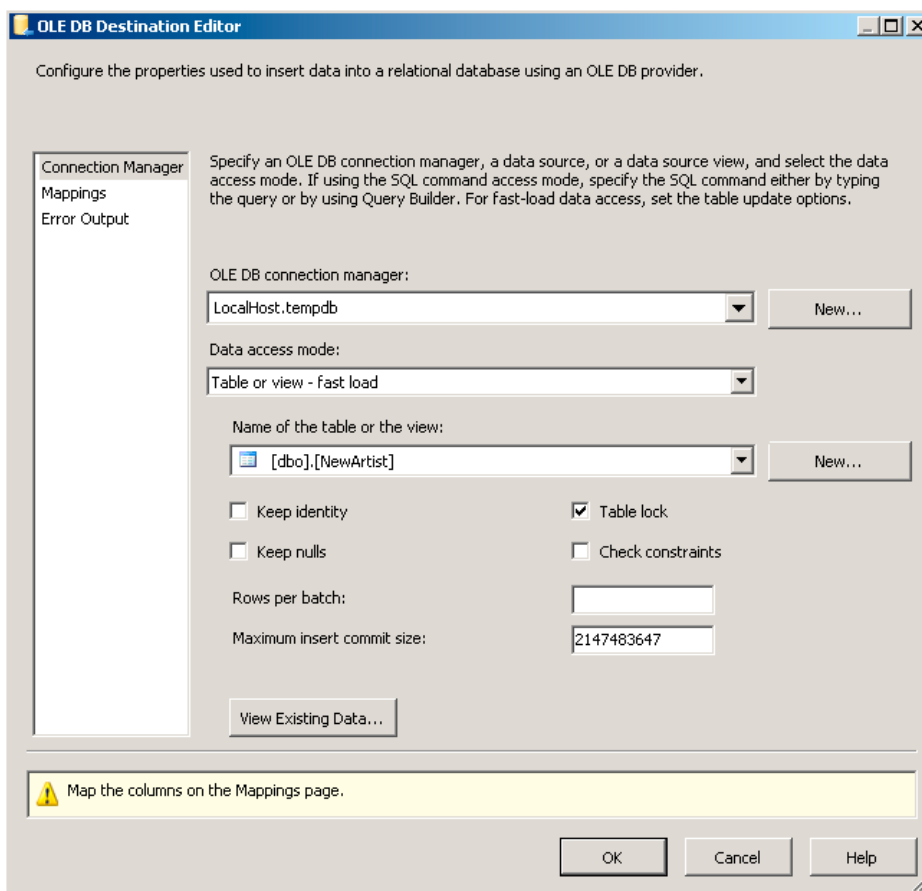 OLE DB Destination Editor
Configure the properties used to insert data into a relational database using an OLE DB provider.
Connection Manager
Mappings
Error Output
Specify an OLE DB connection manager, a data source, or a data source view, and select the data
access mode. If using the SQL command access mode, specify the SQL command either by typing
the query or by using Query Builder. For fast-load data access, set the table update options.
OLE DB connection manager:
LocalHost.tempdb
New...
Data access mode:
Table or view - fast load
Name of the table or the view:
[dbo].[NewArtist]
New...
Keep identity
Table lock
Keep nulls
Check constraints
Rows per batch:
Maximum insert commit size:
2147483647
View Existing Data...
Map the columns on the Mappings page.
OK
Cancel
Help